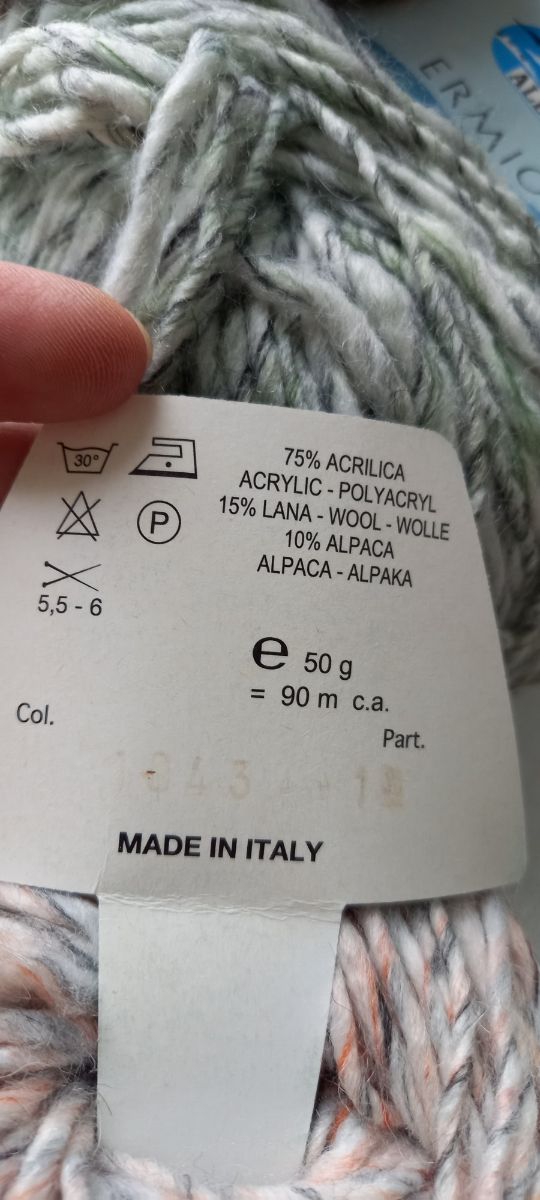 ERMIO
30°
P
5,5 - 6
75% ACRILICA
ACRYLIC - POLYACRYL
15% LANA - WOOL - WOLLE
10% ALPACA
ALPACA - ALPAKA
e 50 g
= 90 m c.a.
Col.
Part.
MADE IN ITALY